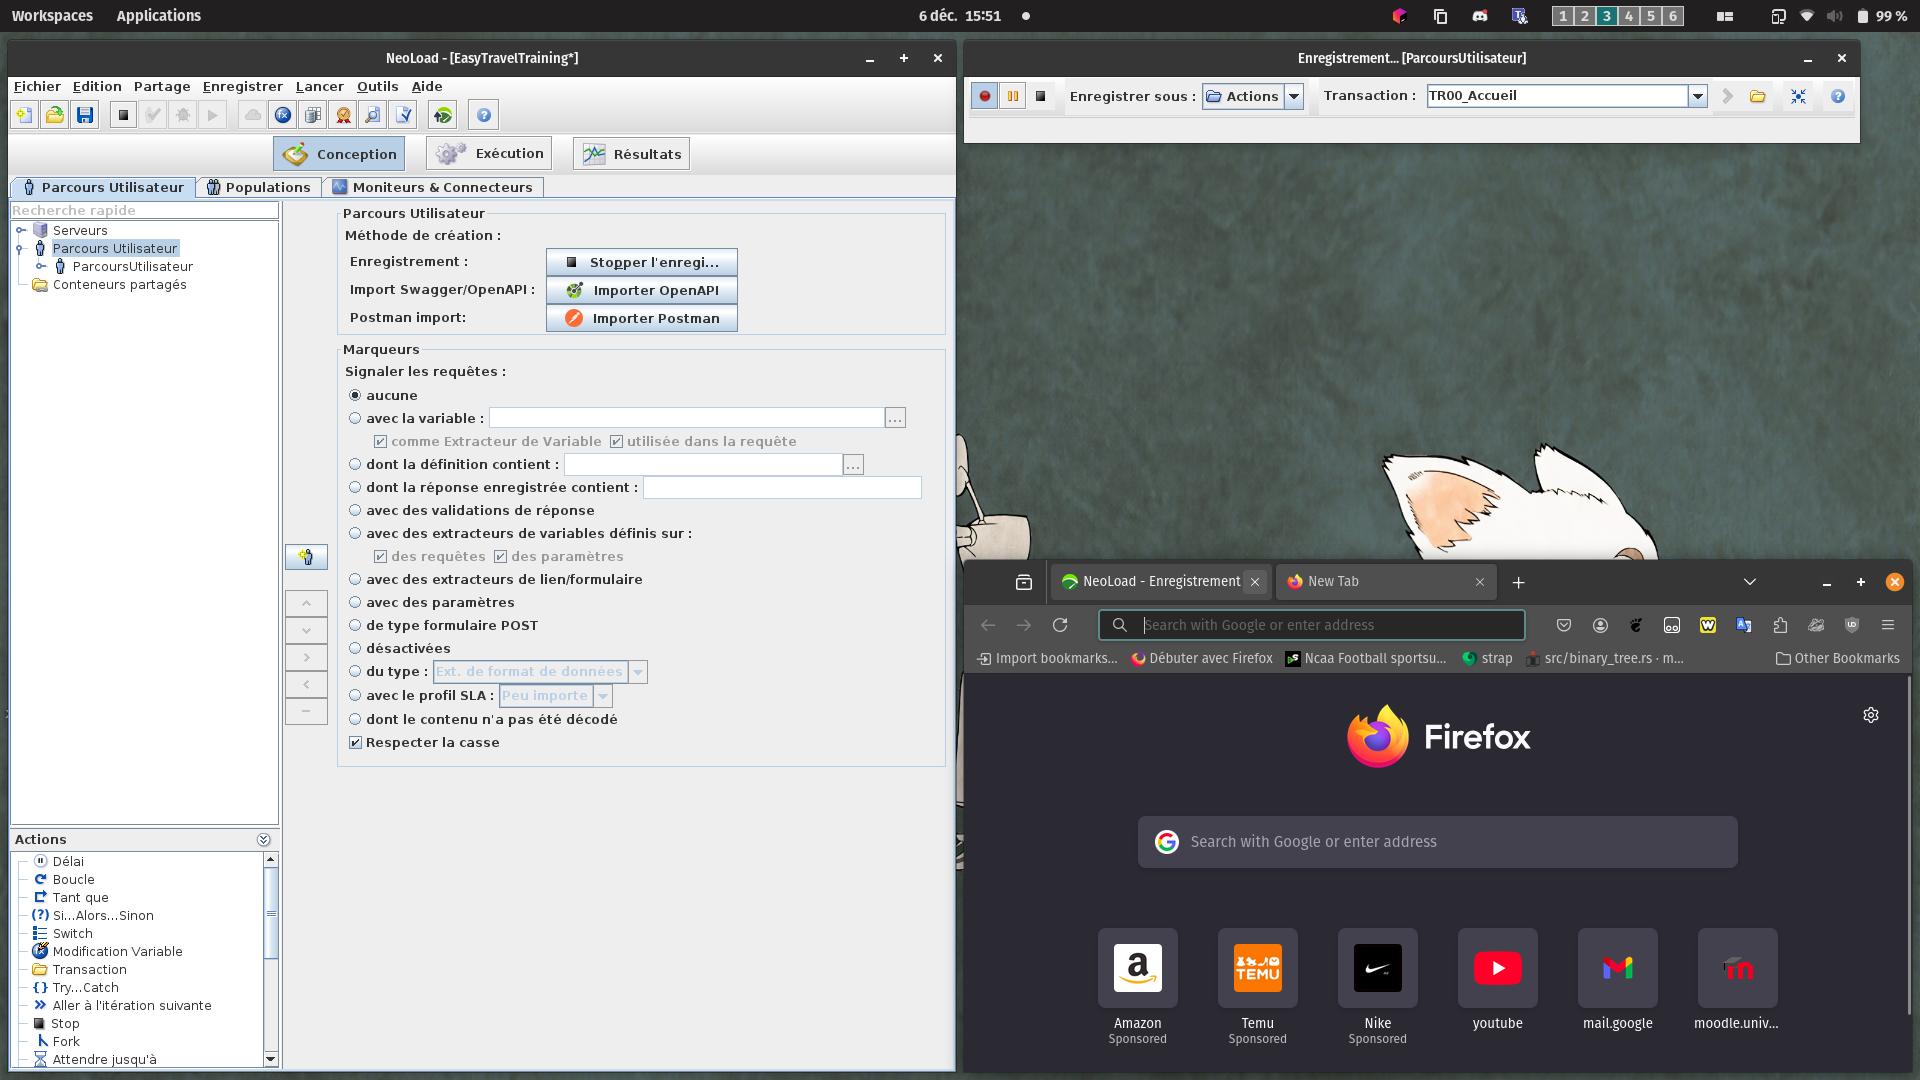 Workspaces
Applications
6 déc. 15:51
1 2 3 4 5 6
99 %
NeoLoad - [EasyTravelTraining*]
Fichier Edition Partage Enregistrer Lancer Outils Aide
Conception
Exécution
Résultats
Parcours Utilisateur
Populations
Moniteurs & Connecteurs
Recherche rapide
Serveurs
Parcours Utilisateur
ParcoursUtilisateur
Conteneurs partagés
Parcours Utilisateur
Méthode de création :
Enregistrement :
Stopper l'enregi...
Import Swagger/OpenAPI :
Importer OpenAPI
Postman import:
Importer Postman
Marqueurs
Signaler les requêtes :
aucune
avec la variable :
...
comme Extracteur de Variable
utilisée dans la requête
dont la définition contient :
...
dont la réponse enregistrée contient :
avec des validations de réponse
avec des extracteurs de variables définis sur :
des requêtes
des paramètres
avec des extracteurs de lien/formulaire
avec des paramètres
de type formulaire POST
désactivées
du type :
Ext. de format de données
avec le profil SLA :
Peu importe
dont le contenu n'a pas été décodé
Respecter la casse
Actions
Délai
Boucle
Tant que
Si...Alors...Sinon
Switch
Modification Variable
Transaction
Try...Catch
Aller à l'itération suivante
Stop
Fork
Attendre jusqu'à
Enregistrement... [ParcoursUtilisateur]
Enregistrer sous :
Actions
Transaction :
TR00_Accueil
NeoLoad - Enregistrement
New Tab
Search with Google or enter address
Import bookmarks...
Débuter avec Firefox
Ncaa Football sportsu...
strap
src/binary_tree.rs · m...
Other Bookmarks
Firefox
Search with Google or enter address
a
TEMU
m
Amazon
Sponsored
Temu
Sponsored
Nike
Sponsored
youtube
mail.google
moodle.univ...